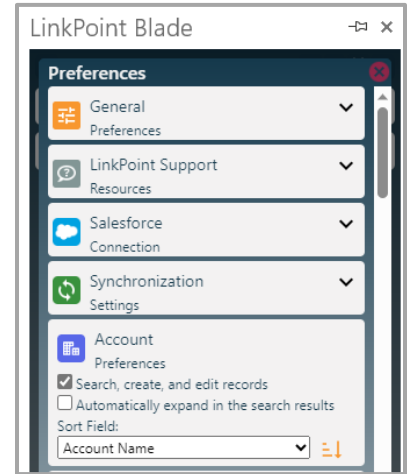 LinkPoint Blade
Preferences
General
Preferences
LinkPoint Support
Resources
Salesforce
Connection
Synchronization
Settings
Account
Preferences
Search, create, and edit records
Automatically expand in the search results
Sort Field:
Account Name